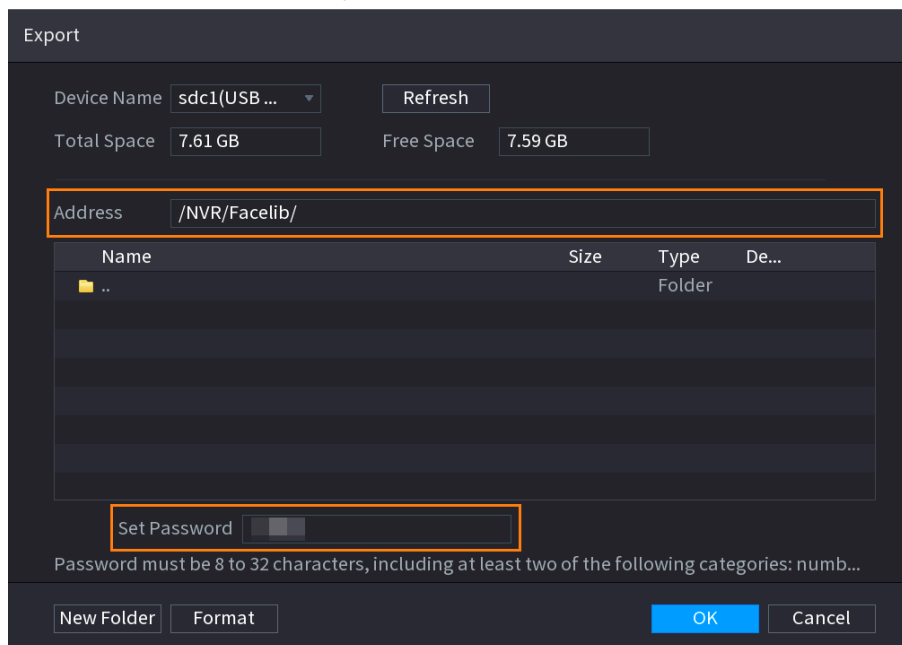 Export
Device Name sdc1(USB ... Refresh
Total Space 7.61 GB Free Space 7.59 GB
Address /NVR/Facelib/
Name Size Type De...
.. Folder
Set Password
Password must be 8 to 32 characters, including at least two of the following categories: numb...
New Folder Format OK Cancel